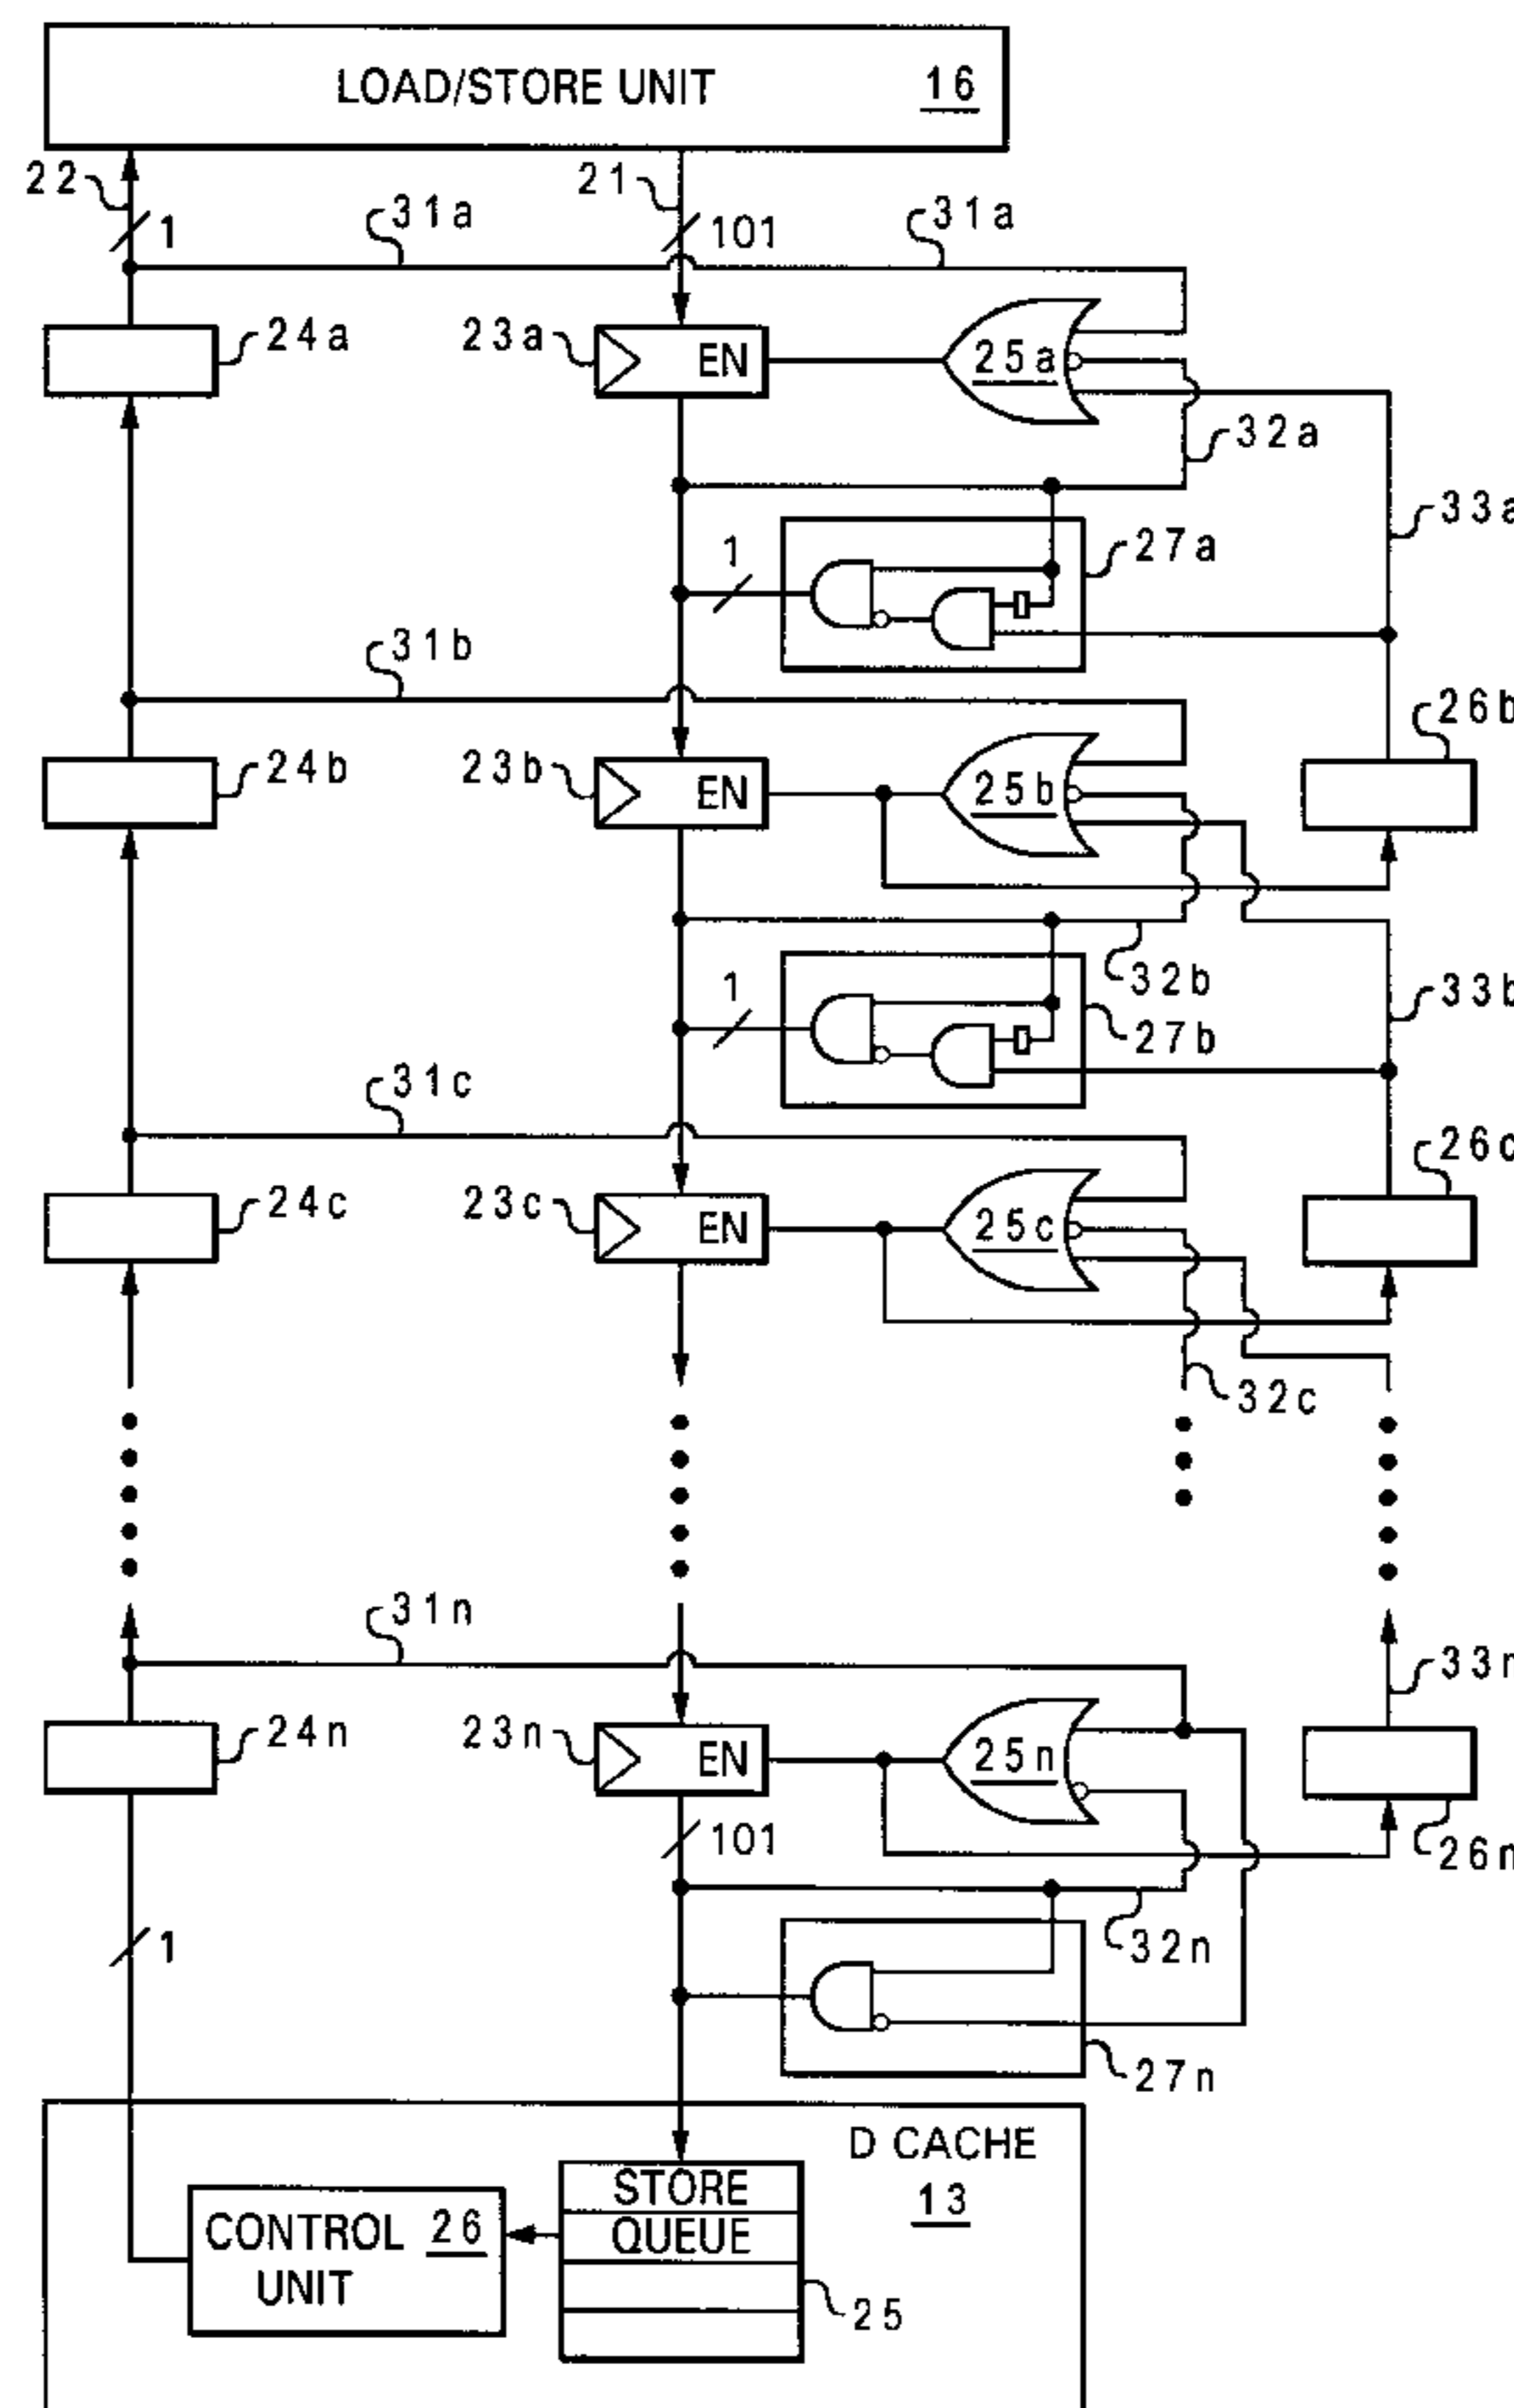 LOAD/STORE UNIT 16
22
1
21
101
31a
31a
24a
23a
EN
25a
32a
33a
1
27a
31b
26b
24b
23b
EN
25b
32b
33b
1
27b
31c
26c
24c
23c
EN
25c
32c
31n
33n
24n
23n
EN
25n
101
26n
1
32n
27n
D CACHE
13
STORE
QUEUE
CONTROL 26
UNIT
25